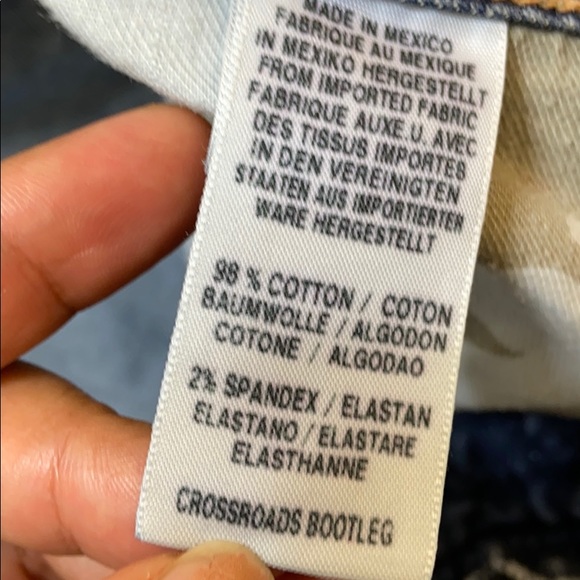 MADE IN MEXICO
FABRIQUE AU MEXIQUE
IN MEXIKO HERGESTELLT
FROM IMPORTED FABRIC
FABRIQUE AUXE.U. AVEC
DES TISSUS IMPORTES
IN DEN VEREINIGTEN
STAATEN AUS IMPORTIERTER
WARE HERGESTELLT
98 % COTTON / COTON
BAUMWOLLE / ALGODON
COTONE / ALGODAO
2% SPANDEX / ELASTAN
ELASTANO / ELASTARE
ELASTHANNE
CROSSROADS BOOTLEG